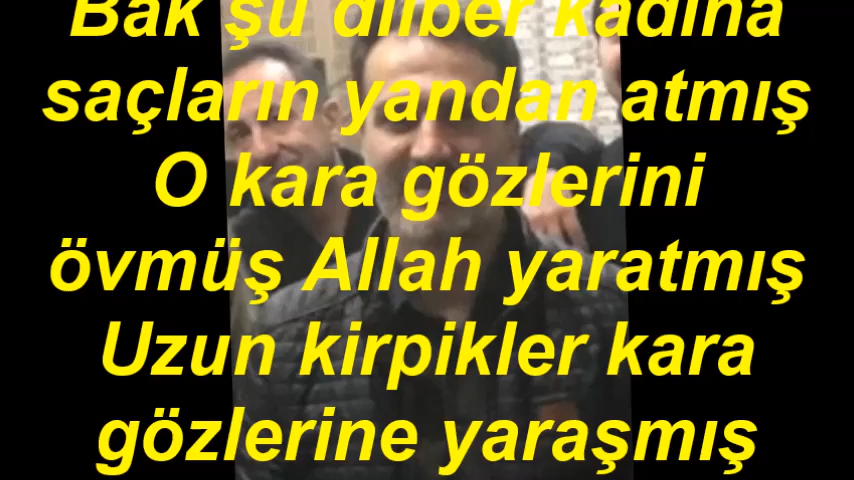 Bak şu dilber kadına
saçların yandan atmış
O kara gözlerini
övmüş Allah yaratmış
Uzun kirpikler kara
gözlerine yaraşmış